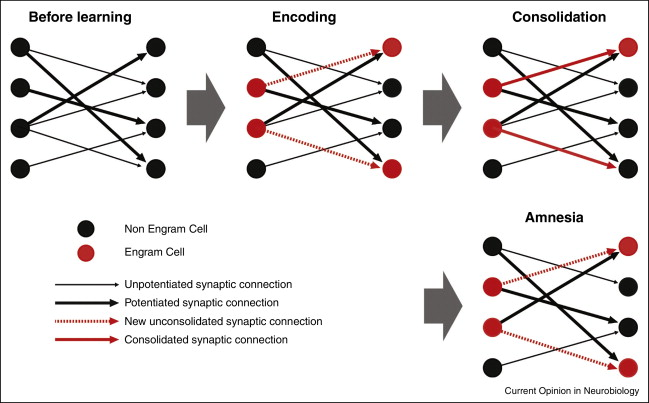 Before learning
Encoding
Consolidation
Amnesia
Non Engram Cell
Engram Cell
Unpotentiated synaptic connection
Potentiated synaptic connection
New unconsolidated synaptic connection
Consolidated synaptic connection
Current Opinion in Neurobiology